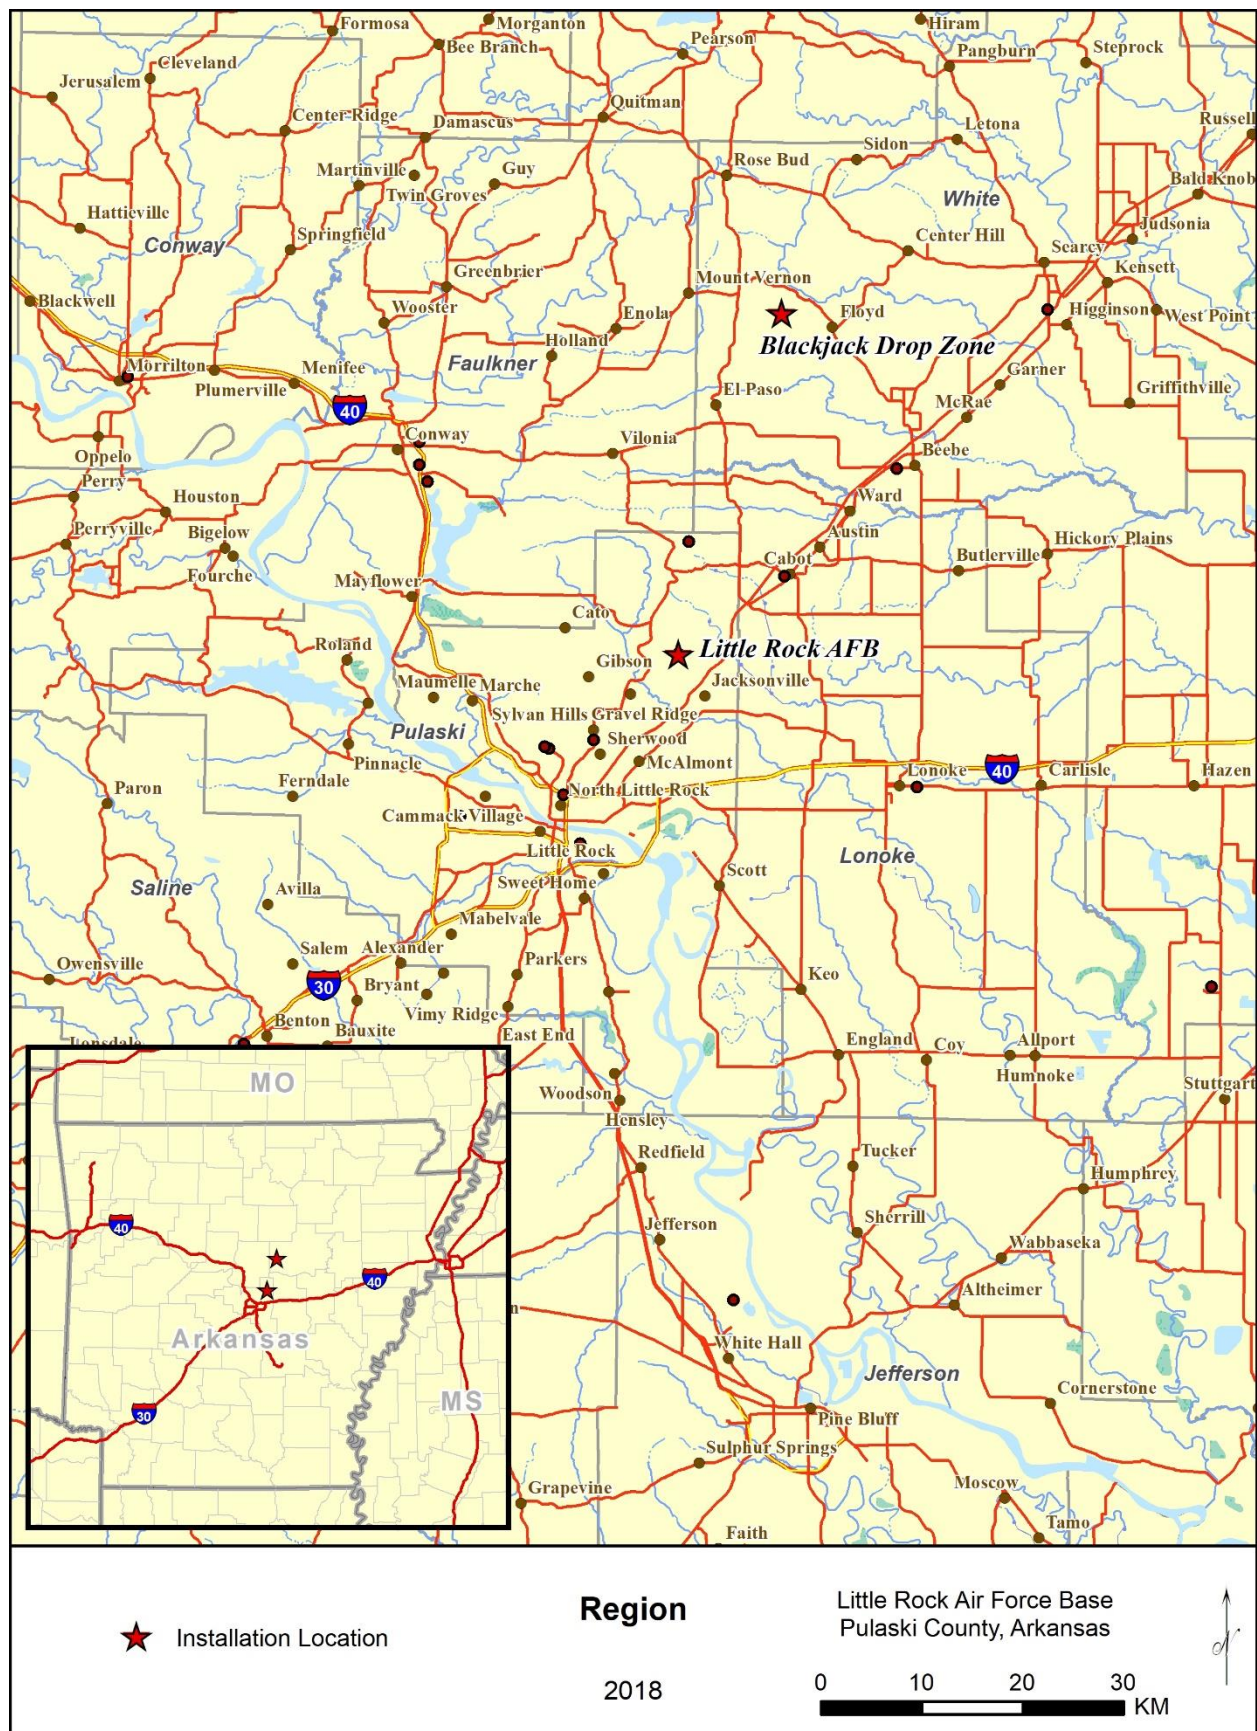 Formosa
Morganton
Hiram
Bee Branch
Pearson
Pangburn
Steprock
Cleveland
Jerusalem
Quitman
Center Ridge
Damascus
Letona
Russell
Sidon
Martinville
Guy
Rose Bud
Bald Knob
Twin Groves
White
Hattieville
Conway
Springfield
Center Hill
Judsonia
Searcy
Kensett
Greenbrier
Mount Vernon
Blackwell
Wooster
Enola
Floyd
Higginson
West Point
Holland
Blackjack Drop Zone
Faulkner
Morrilton
Menifee
Garner
Plumerville
El Paso
Griffithville
McRae
40
Conway
Vilonia
Oppelo
Beebe
Perry
Houston
Ward
Perryville
Bigelow
Austin
Hickory Plains
Butlerville
Cabot
Fourche
Mayflower
Cato
Roland
Little Rock AFB
Gibson
Jacksonville
Maumelle
Marche
Sylvan Hills
Gravel Ridge
Pulaski
Sherwood
Pinnacle
McAlmont
40
Lonoke
Carlisle
Hazen
Ferndale
Paron
North Little Rock
Cammack Village
Little Rock
Lonoke
Scott
Sweet Home
Saline
Avilla
Mabelvale
Salem
Alexander
Owensville
Parkers
Keo
30
Bryant
Vimy Ridge
Benton
Bauxite
East End
England
Coy
Allport
Lonsdale
Humnoke
Woodson
Stuttgart
Hensley
Redfield
Tucker
Humphrey
Jefferson
Sherrill
Wabbaseka
Altheimer
n
White Hall
Jefferson
Cornerstone
Pine Bluff
Sulphur Springs
Moscow
Grapevine
Tamo
Faith
MO
40
40
Arkansas
MS
30
Installation Location
Region
2018
Little Rock Air Force Base
Pulaski County, Arkansas
N
0 10 20 30
KM